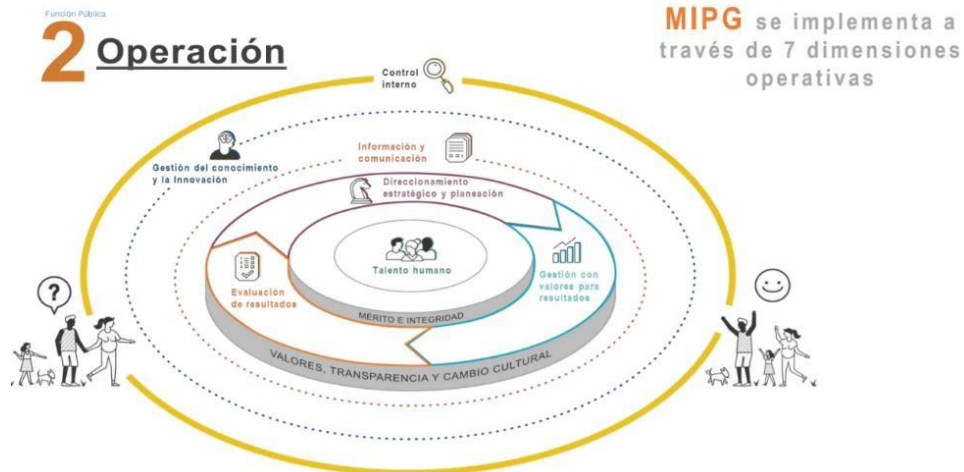 Función Pública
2 Operación
MIPG se implementa a
través de 7 dimensiones
operativas
Control
interno
Gestión del conocimiento
y la Innovación
Información y
comunicación
Direccionamiento
estratégico y planeación
Talento humano
Gestión con
valores para
resultados
Evaluación
de resultados
MÉRITO E INTEGRIDAD
VALORES, TRANSPARENCIA Y CAMBIO CULTURAL
?